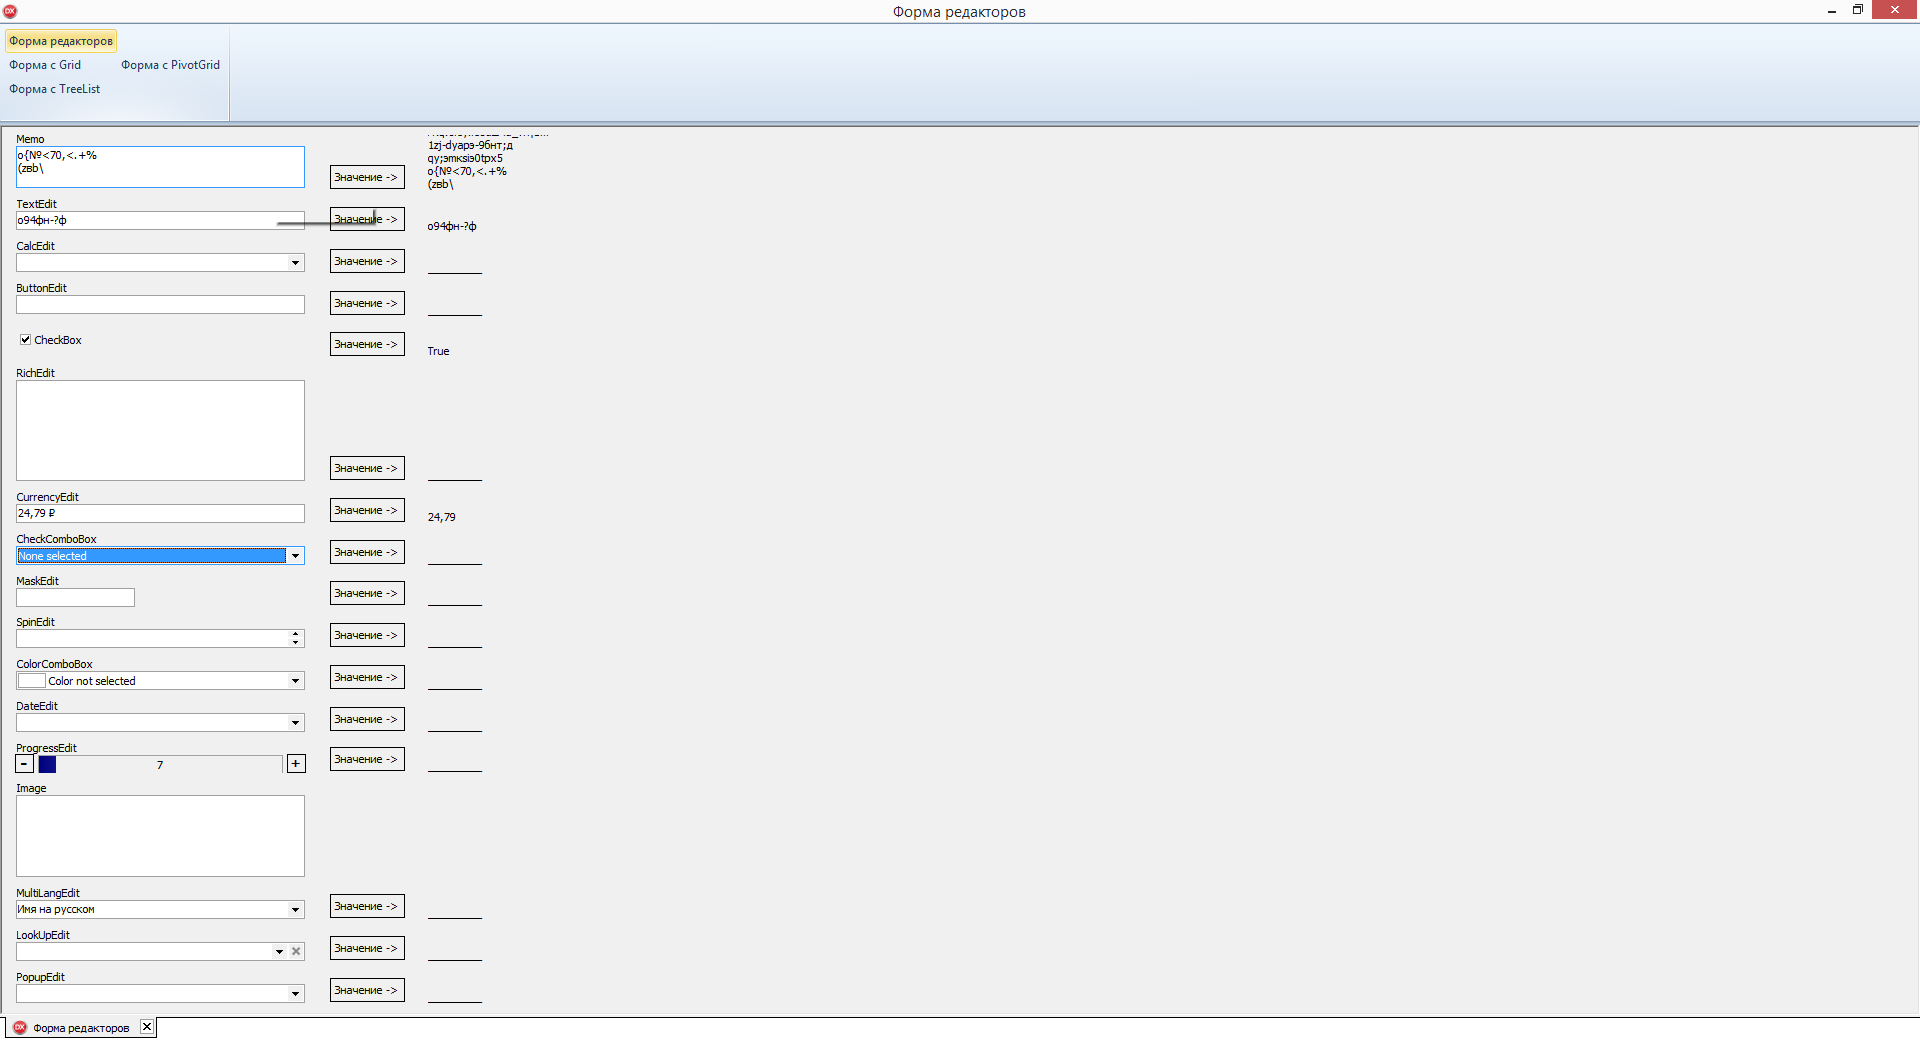 Форма редакторов
Форма редакторов
Форма с Grid
Форма с PivotGrid
Форма с TreeList
Memo
о{№<70,<.+%
(zвb\
Значение ->
1zj-dyapэ-96нт;д
qy;эmкsiэ0tpx5
о{№<70,<.+%
(zвb\
TextEdit
о94фн-?ф
Значение ->
о94фн-?ф
CalcEdit
Значение ->
ButtonEdit
Значение ->
CheckBox
Значение ->
True
RichEdit
Значение ->
CurrencyEdit
24,79 ₽
Значение ->
24,79
CheckComboBox
None selected
Значение ->
MaskEdit
Значение ->
SpinEdit
Значение ->
ColorComboBox
Color not selected
Значение ->
DateEdit
Значение ->
ProgressEdit
- 7 +
Значение ->
Image
MultiLangEdit
Имя на русском
Значение ->
LookUpEdit
Значение ->
PopupEdit
Значение ->
Форма редакторов